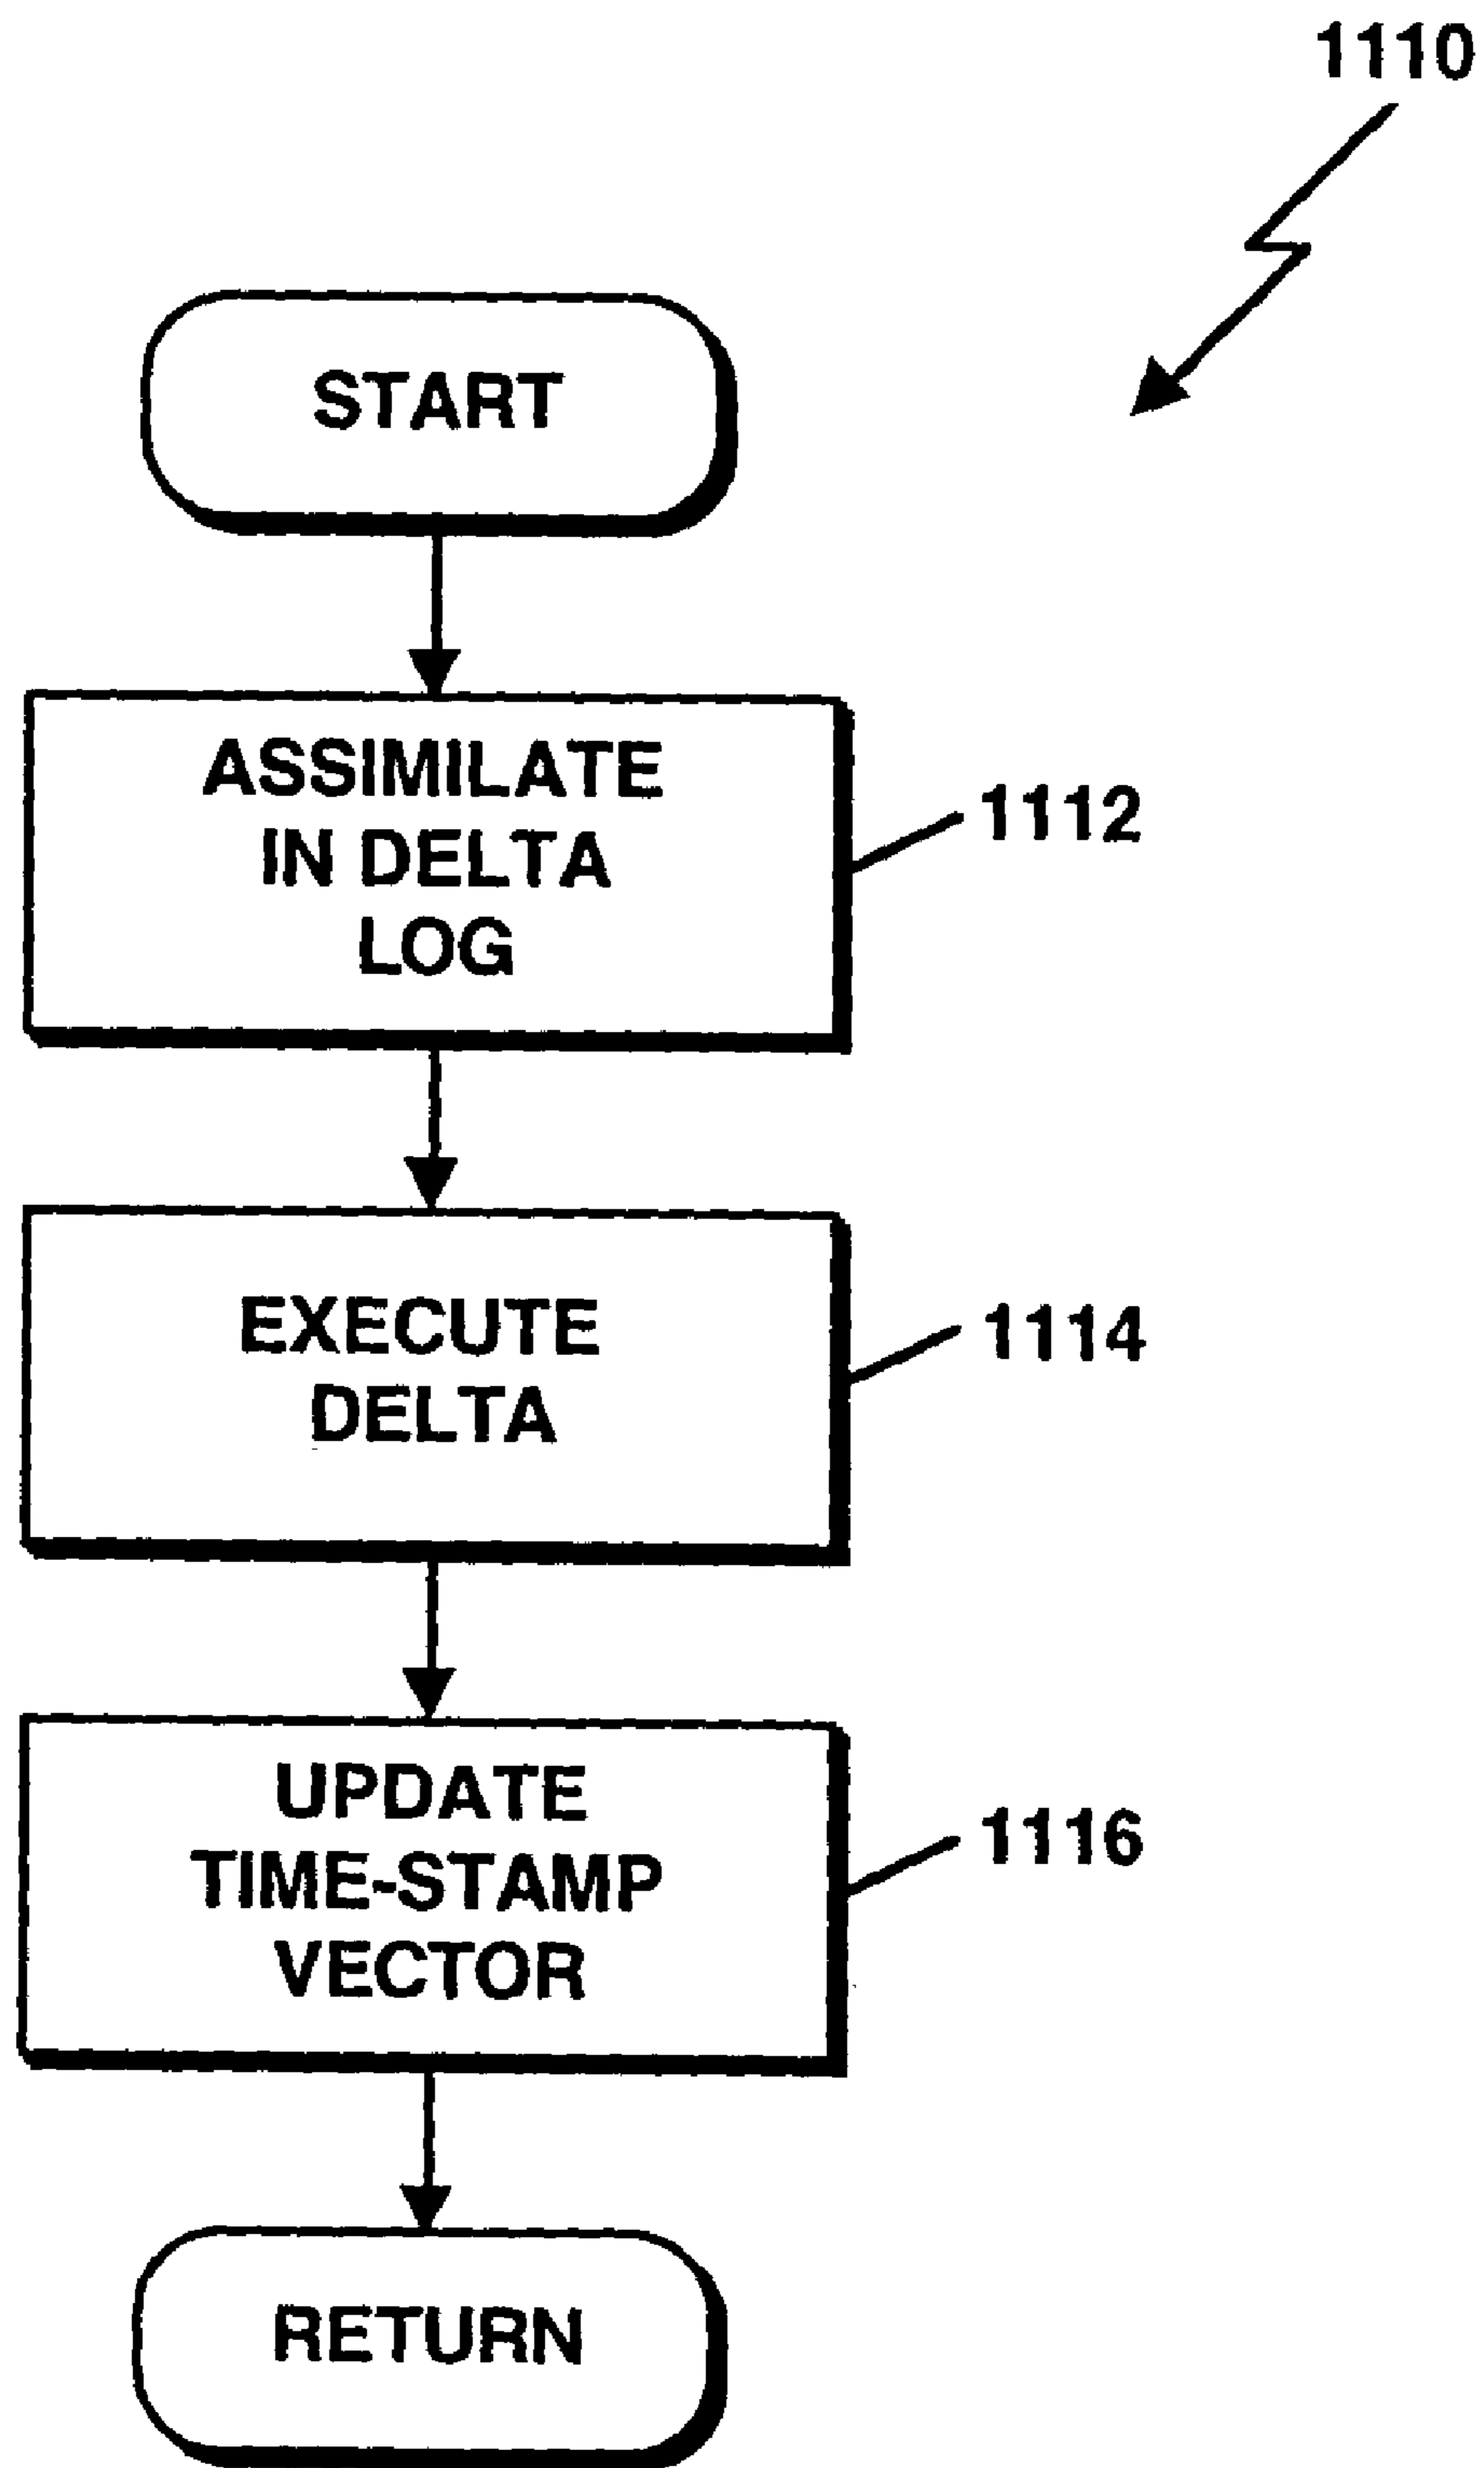 1110
START
ASSIMILATE
IN DELTA
LOG
1112
EXECUTE
DELTA
1114
UPDATE
TIME-STAMP
VECTOR
1116
RETURN